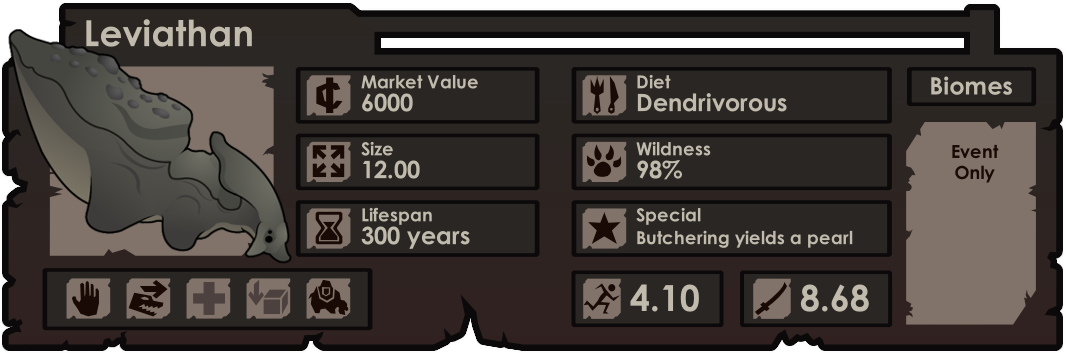 Leviathan
Market Value
6000
Size
12.00
Lifespan
300 years
Diet
Dendrivorous
Wildness
98%
Special
Butchering yields a pearl
4.10
8.68
Biomes
Event
Only